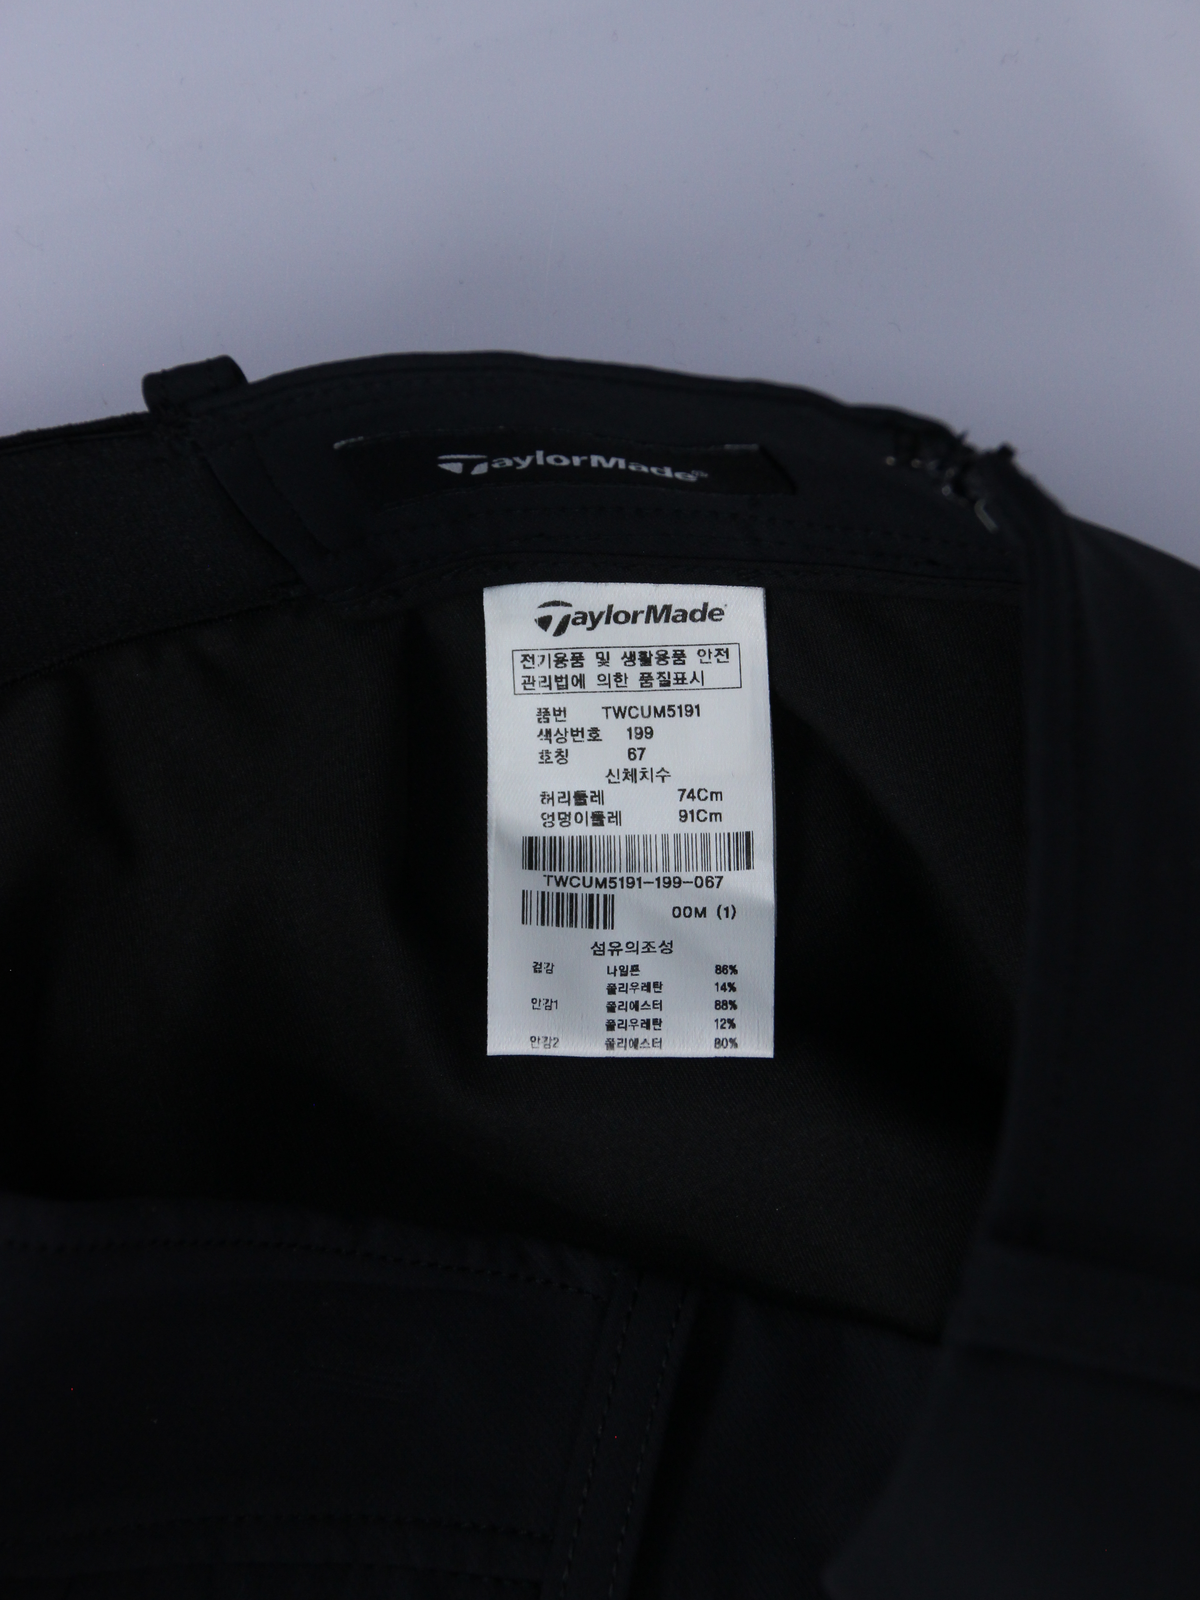 TaylorMade®
TaylorMade
전기용품 및 생활용품 안전
관리법에 의한 품질표시
품번 TWCUM5191
색상번호 199
호칭 67
신체치수
허리둘레 74Cm
엉덩이둘레 91Cm
TWCUM5191-199-067
00M (1)
섬유의조성
겉감 나일론 86%
폴리우레탄 14%
안감1 폴리에스터 88%
폴리우레탄 12%
안감2 폴리에스터 80%